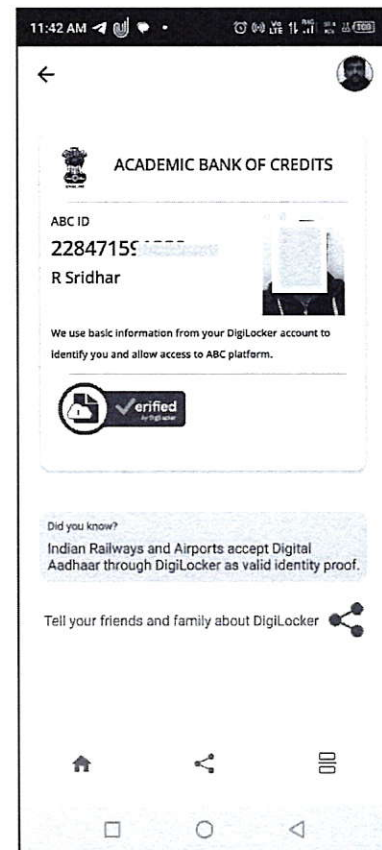 11:42 AM
ACADEMIC BANK OF CREDITS
ABC ID
R Sridhar
We use basic information from your DigiLocker account to
identify you and allow access to ABC platform.
Verified
by DigiLocker
Did you know?
Indian Railways and Airports accept Digital
Aadhaar through DigiLocker as valid identity proof.
Tell your friends and family about DigiLocker